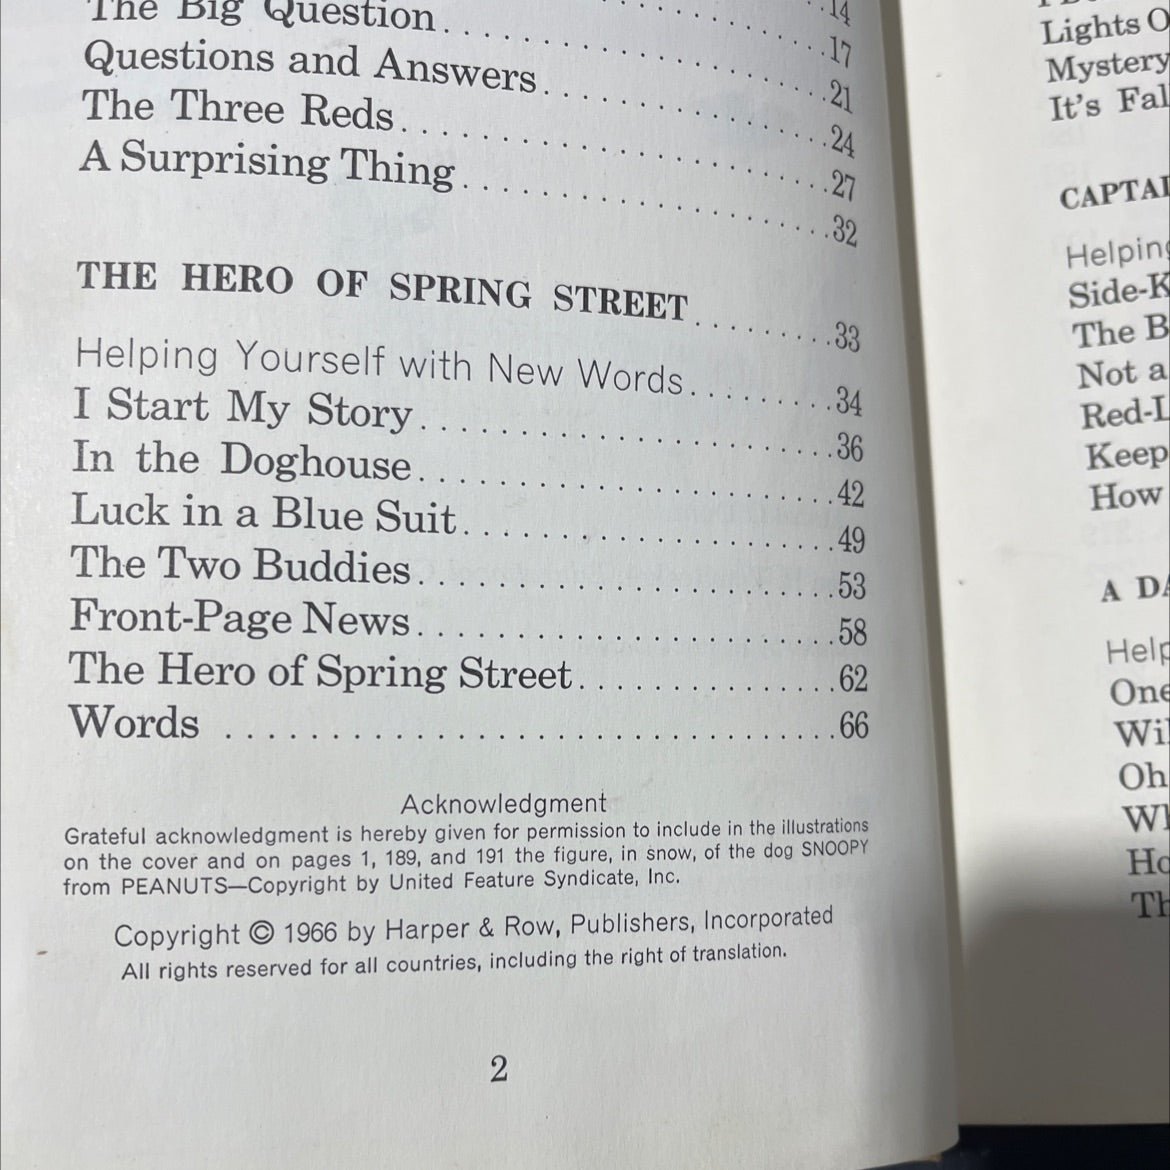 14
17
The Big Question 21
Questions and Answers 24
The Three Reds 27
A Surprising Thing 32
THE HERO OF SPRING STREET 33
Helping Yourself with New Words 34
I Start My Story 36
In the Doghouse 42
Luck in a Blue Suit 49
The Two Buddies 53
Front-Page News 58
The Hero of Spring Street 62
Words 66
Acknowledgment
Grateful acknowledgment is hereby given for permission to include in the illustrations
on the cover and on pages 1, 189, and 191 the figure, in snow, of the dog SNOOPY
from PEANUTS—Copyright by United Feature Syndicate, Inc.
Copyright © 1966 by Harper & Row, Publishers, Incorporated
All rights reserved for all countries, including the right of translation.
2
Lights O
Mystery
It's Fal
CAPTAI
Helping
Side-K
The B
Not a
Red-L
Keep
How
A DA
Help
One
Wil
Oh
Wh
Ho
Th